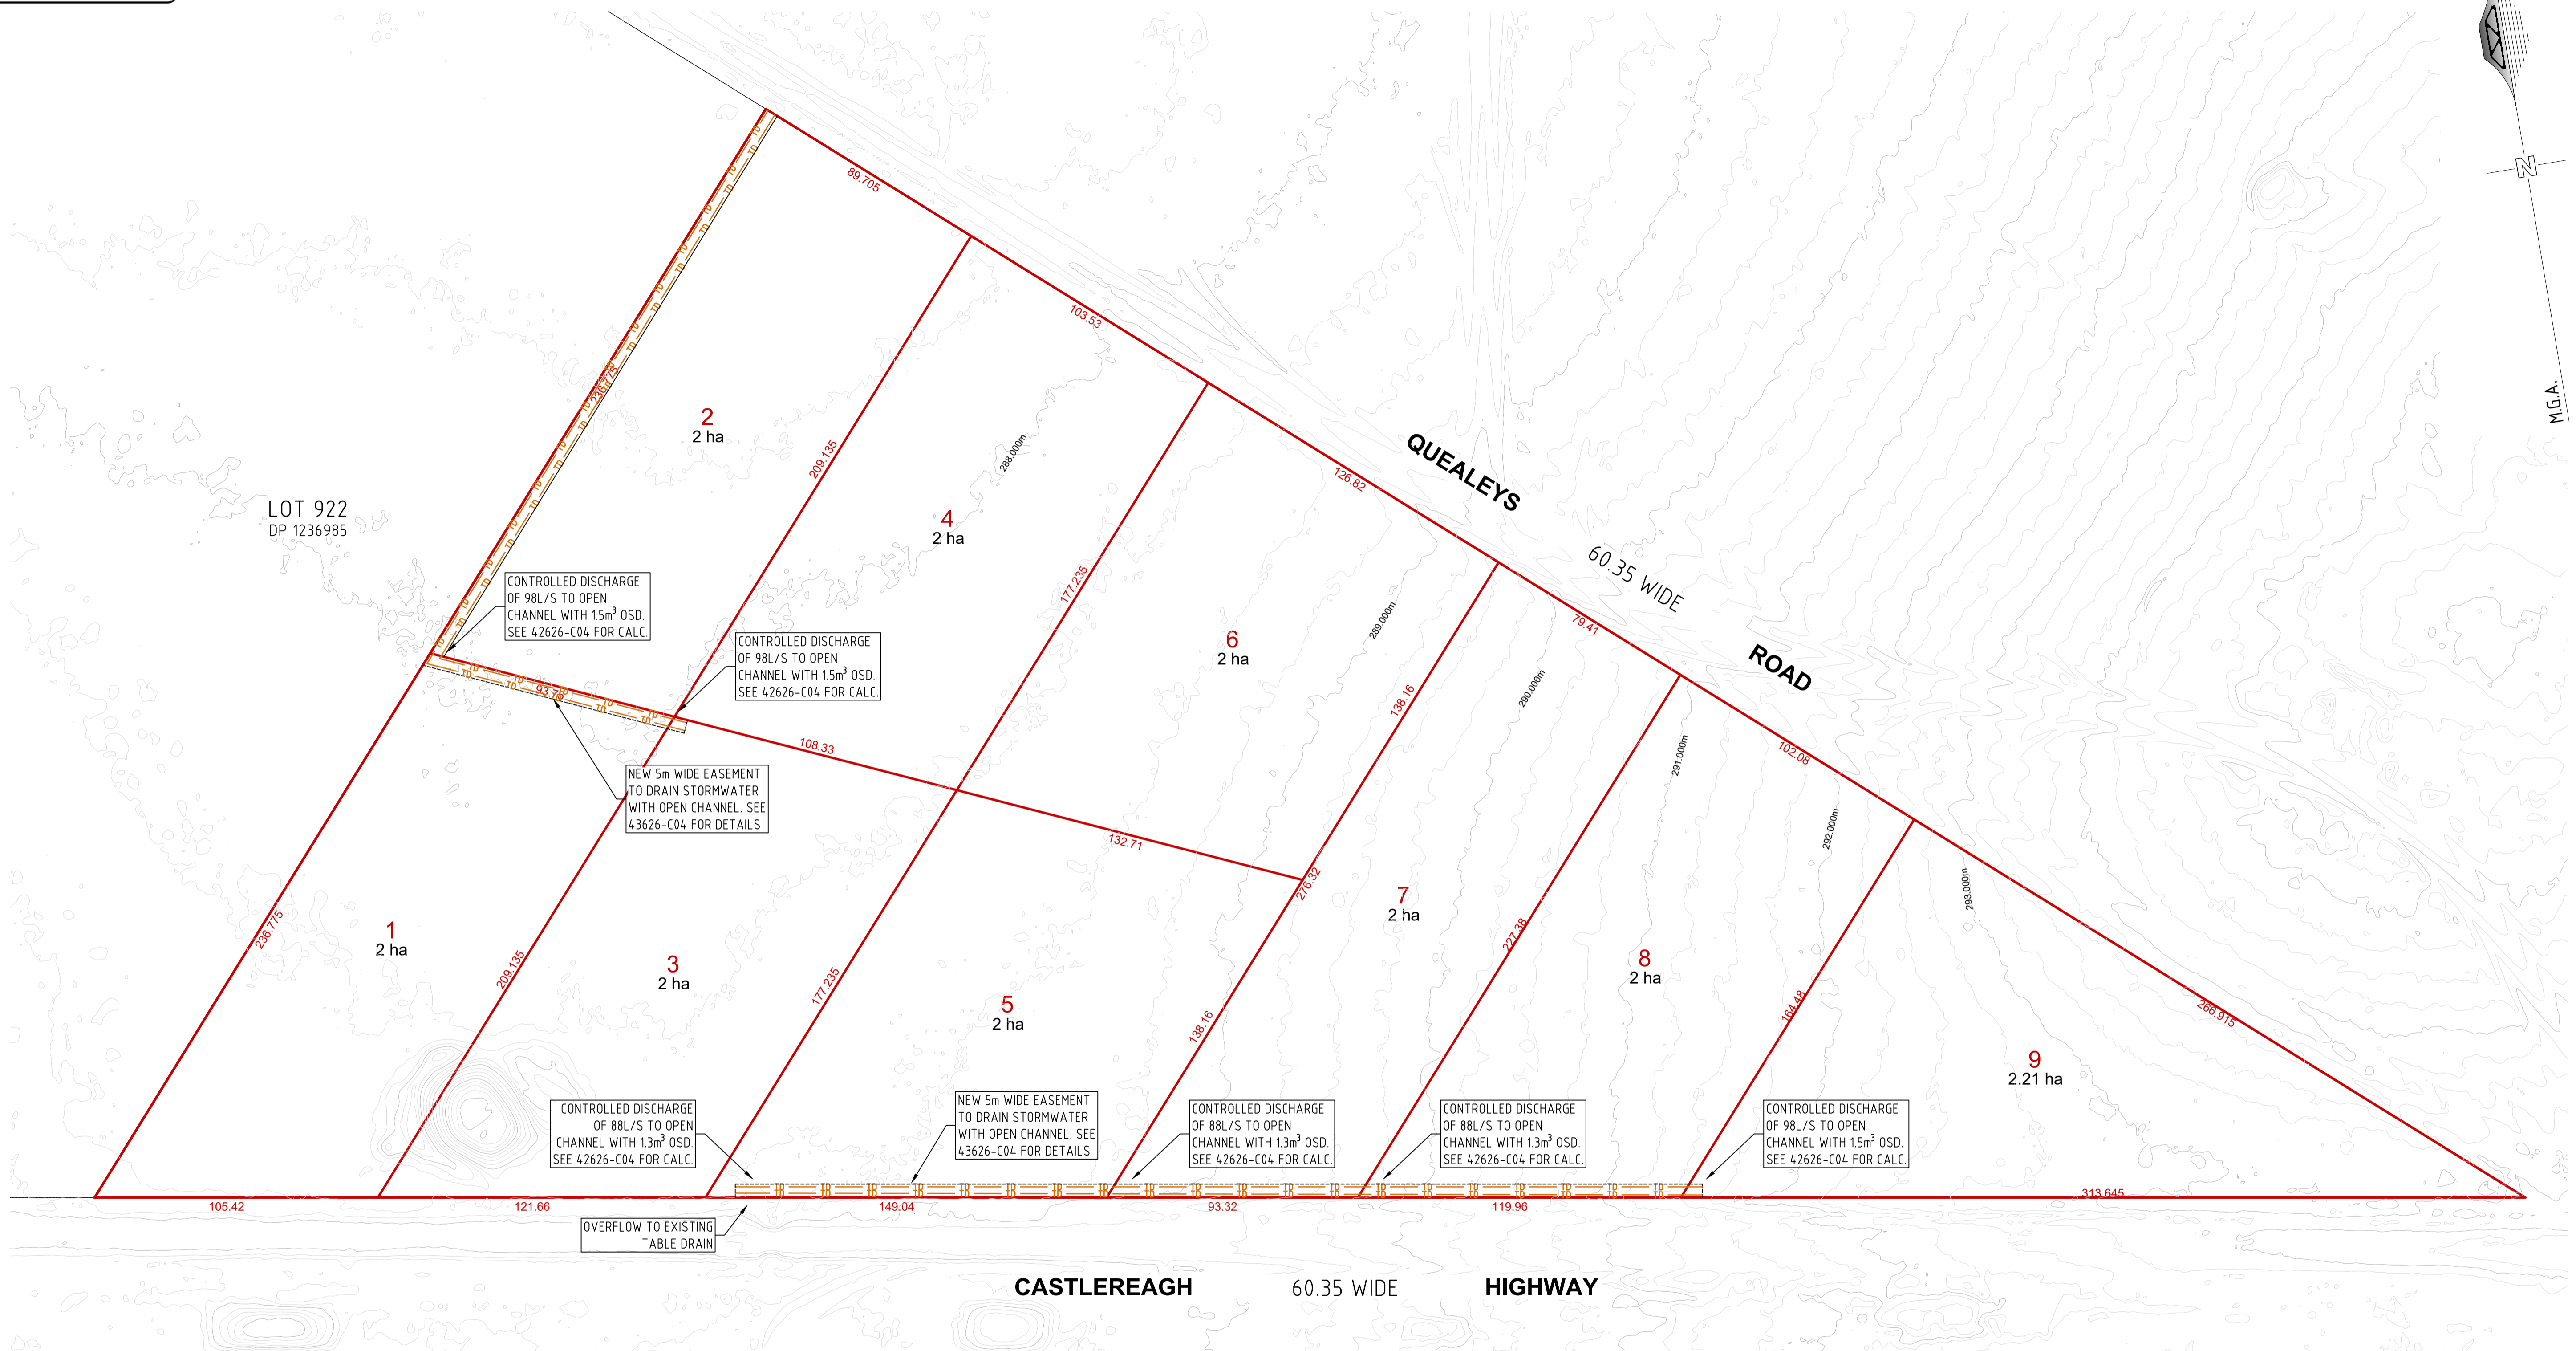 N
M.G.A.
89.705
103.53
236.775
2
2 ha
209.135
288.000m
126.82
QUEALEYS
60.35 WIDE
ROAD
LOT 922
DP 1236985
4
2 ha
177.235
79.41
CONTROLLED DISCHARGE
OF 98L/S TO OPEN
CHANNEL WITH 1.5m³ OSD.
SEE 42626-C04 FOR CALC.
CONTROLLED DISCHARGE
OF 98L/S TO OPEN
CHANNEL WITH 1.5m³ OSD.
SEE 42626-C04 FOR CALC.
6
2 ha
289.000m
138.16
290.000m
291.000m
102.08
108.33
NEW 5m WIDE EASEMENT
TO DRAIN STORMWATER
WITH OPEN CHANNEL. SEE
43626-C04 FOR DETAILS
132.71
276.32
292.000m
293.000m
1
2 ha
236.775
209.135
3
2 ha
177.235
5
2 ha
138.16
7
2 ha
227.38
8
2 ha
164.48
266.915
9
2.21 ha
CONTROLLED DISCHARGE
OF 88L/S TO OPEN
CHANNEL WITH 1.3m³ OSD.
SEE 42626-C04 FOR CALC.
NEW 5m WIDE EASEMENT
TO DRAIN STORMWATER
WITH OPEN CHANNEL. SEE
43626-C04 FOR DETAILS
CONTROLLED DISCHARGE
OF 88L/S TO OPEN
CHANNEL WITH 1.3m³ OSD.
SEE 42626-C04 FOR CALC.
CONTROLLED DISCHARGE
OF 88L/S TO OPEN
CHANNEL WITH 1.3m³ OSD.
SEE 42626-C04 FOR CALC.
CONTROLLED DISCHARGE
OF 98L/S TO OPEN
CHANNEL WITH 1.5m³ OSD.
SEE 42626-C04 FOR CALC.
105.42
121.66
149.04
93.32
119.96
313.645
OVERFLOW TO EXISTING
TABLE DRAIN
CASTLEREAGH 60.35 WIDE HIGHWAY